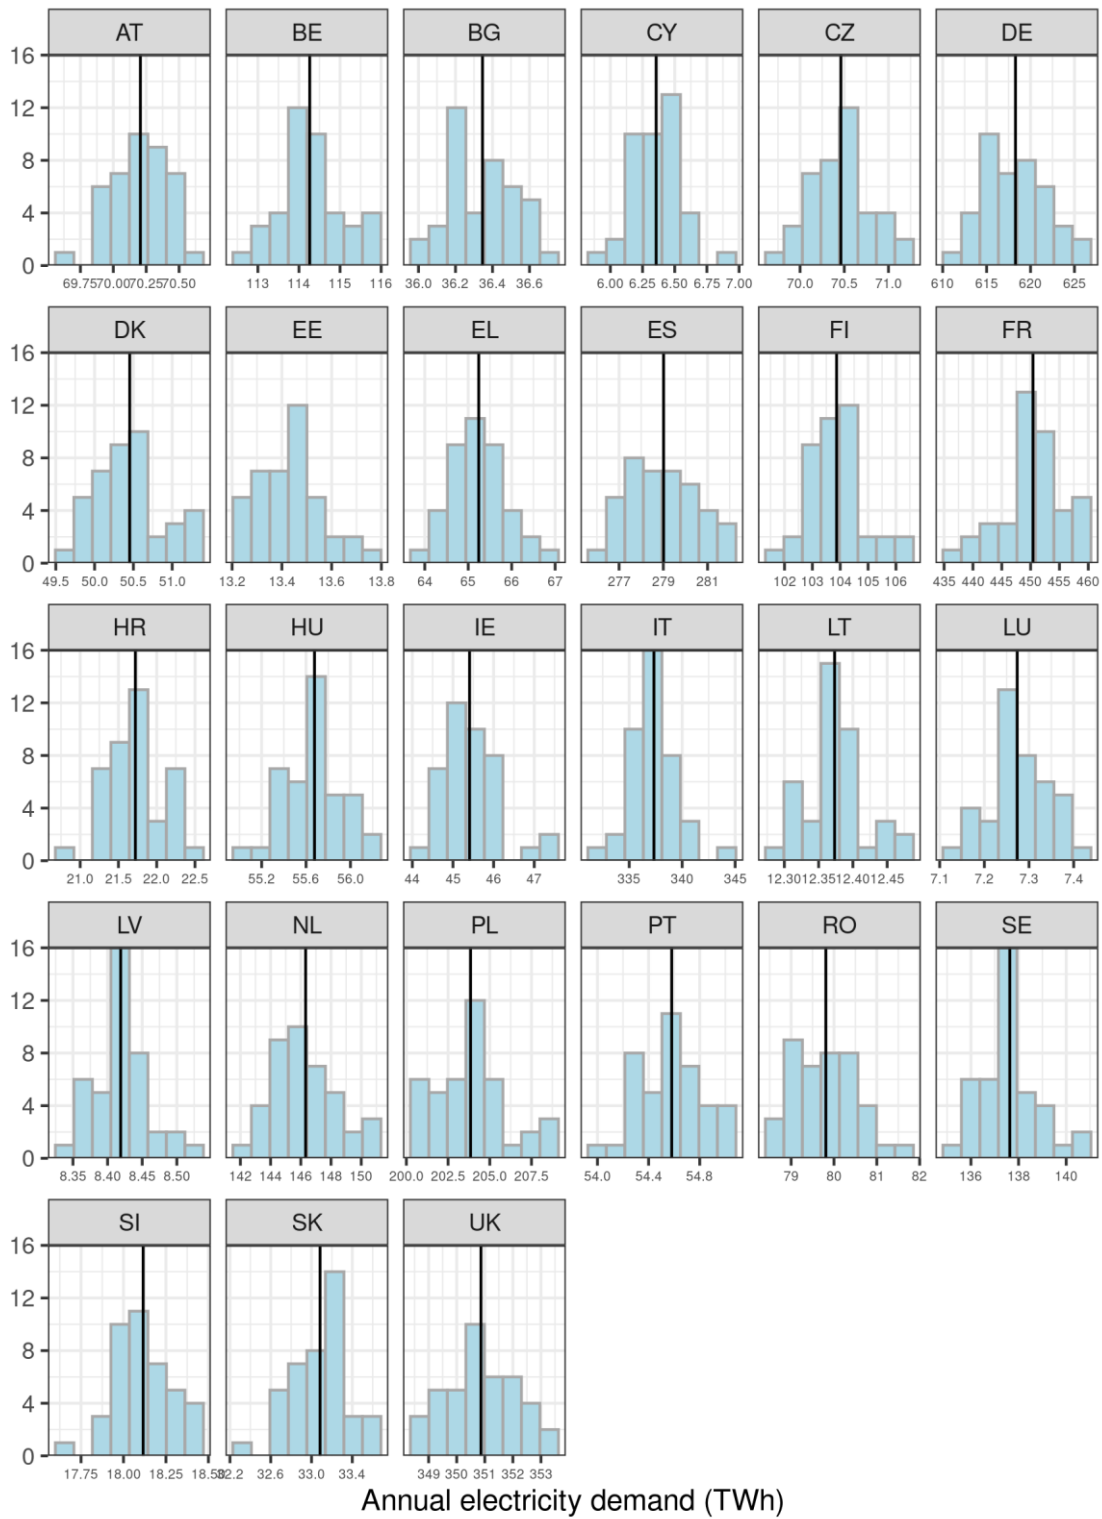 AT BE BG CY CZ DE
16
12
8
4
0
69.75 70.00 70.25 70.50 113 114 115 116 36.0 36.2 36.4 36.6 6.00 6.25 6.50 6.75 7.00 70.0 70.5 71.0 610 615 620 625
DK EE EL ES FI FR
16
12
8
4
0
49.5 50.0 50.5 51.0 13.2 13.4 13.6 13.8 64 65 66 67 277 279 281 102 103 104 105 106 435 440 445 450 455 460
HR HU IE IT LT LU
16
12
8
4
0
21.0 21.5 22.0 22.5 55.2 55.6 56.0 44 45 46 47 335 340 345 12.30 12.35 12.40 12.45 7.1 7.2 7.3 7.4
LV NL PL PT RO SE
16
12
8
4
0
8.35 8.40 8.45 8.50 142 144 146 148 150 200.0 202.5 205.0 207.5 54.0 54.4 54.8 79 80 81 82 136 138 140
SI SK UK
16
12
8
4
0
17.75 18.00 18.25 18.50 32.2 32.6 33.0 33.4 349 350 351 352 353
Annual electricity demand (TWh)